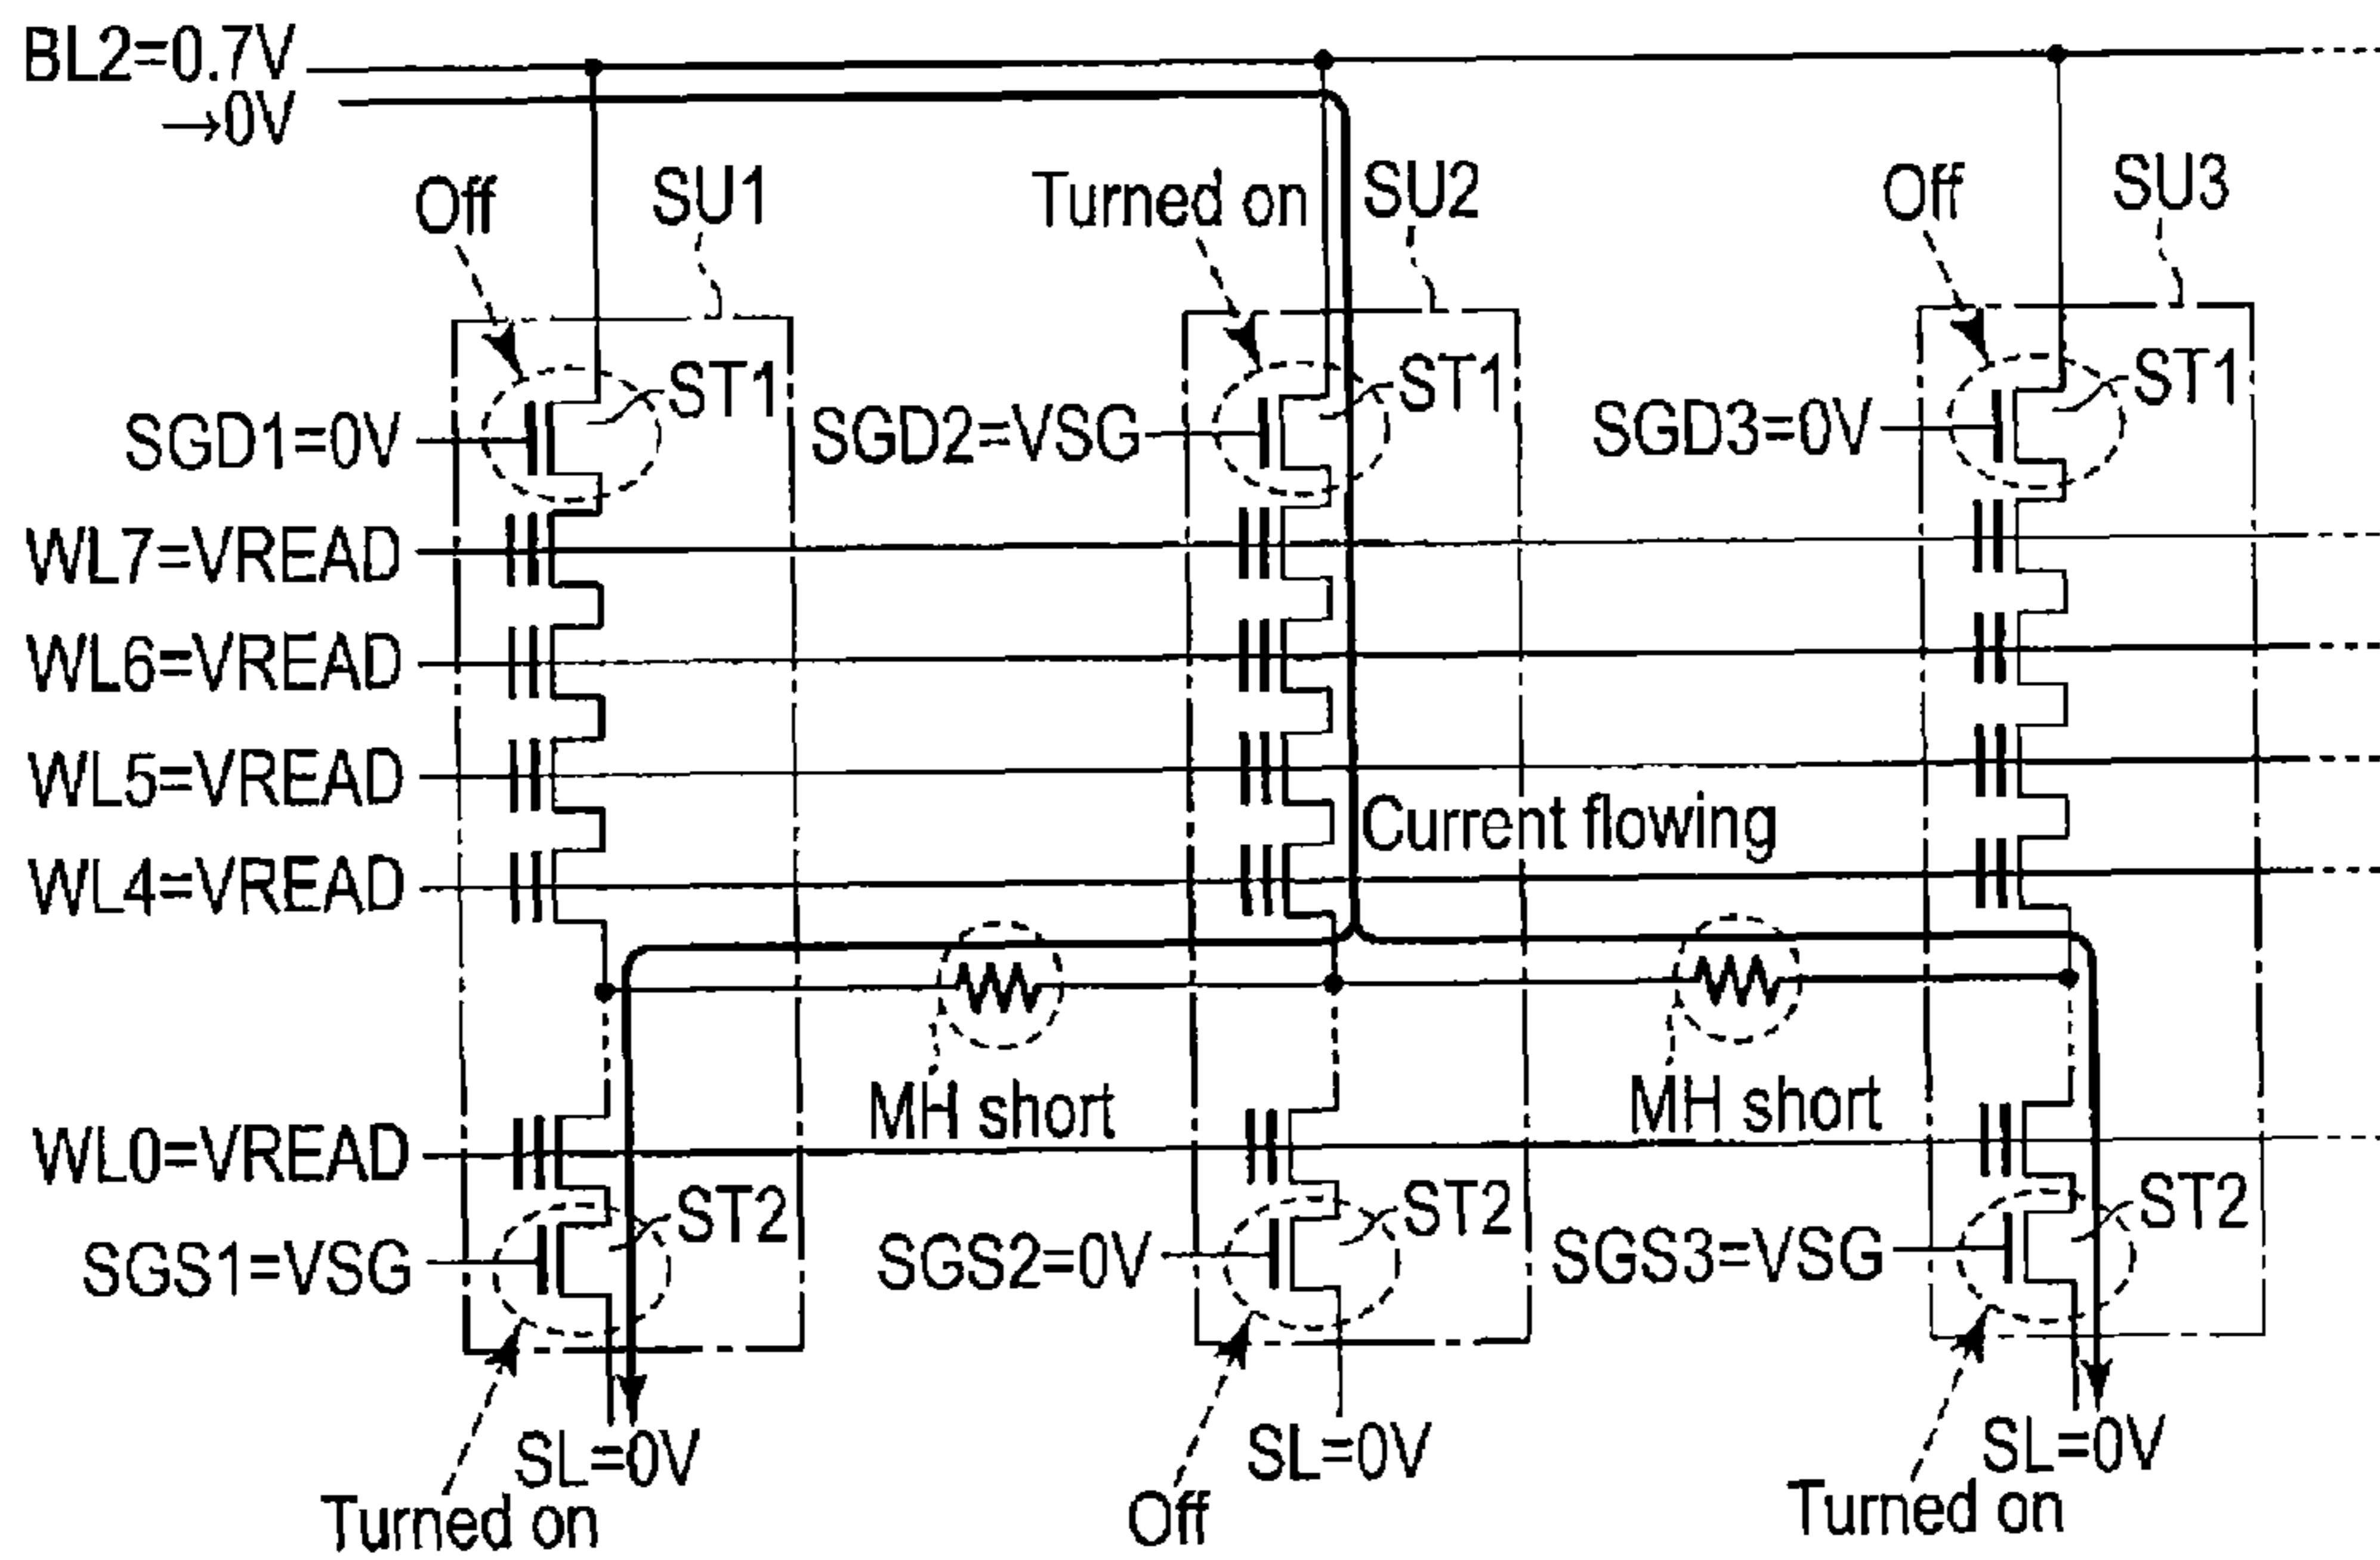 BL2=0.7V
→0V
Off
SU1
Turned on
SU2
Off
SU3
SGD1=0V
ST1
SGD2=VSG
ST1
SGD3=0V
ST1
WL7=VREAD
WL6=VREAD
WL5=VREAD
Current flowing
WL4=VREAD
MH short
MH short
WL0=VREAD
SGS1=VSG
ST2
SGS2=0V
ST2
SGS3=VSG
ST2
SL=0V
SL=0V
SL=0V
Turned on
Off
Turned on